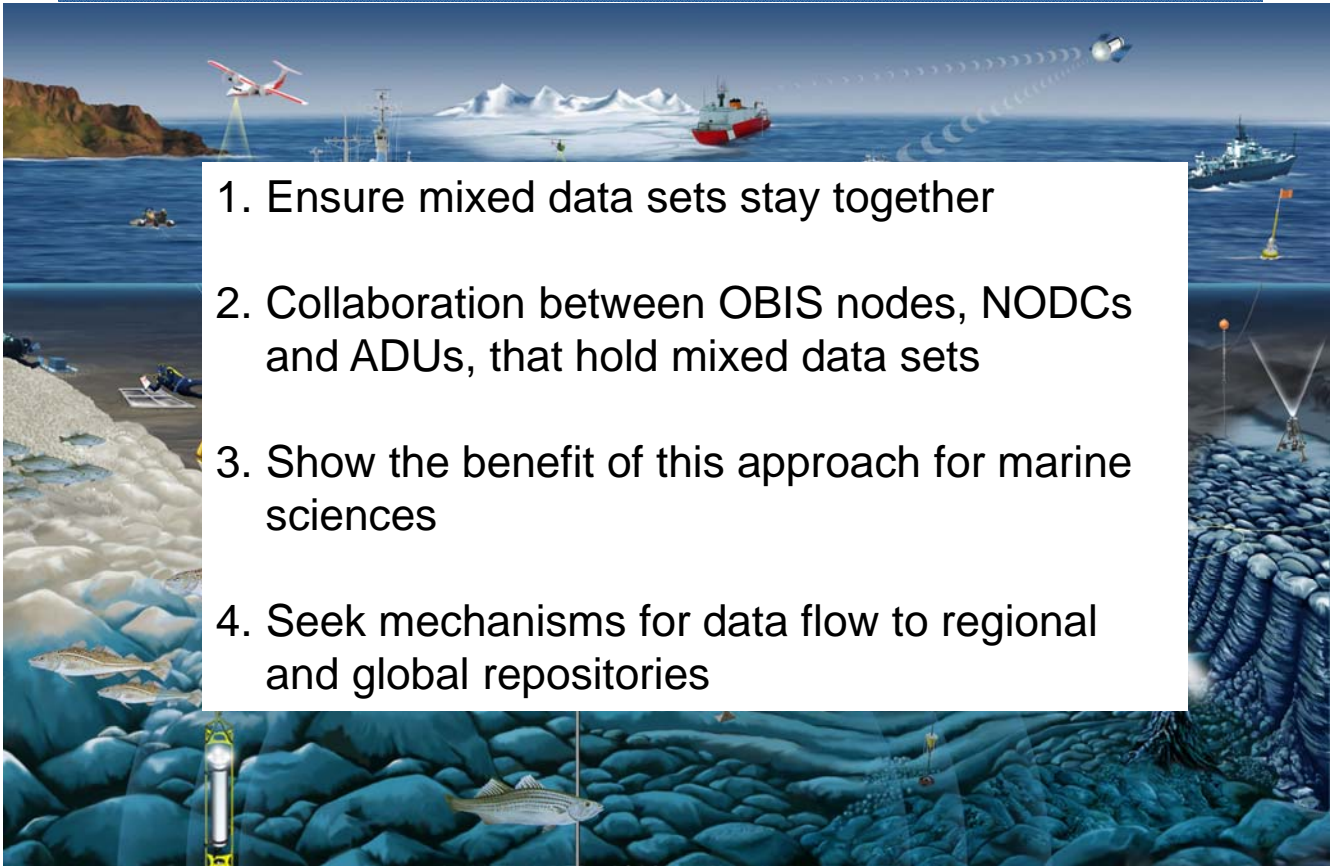 1. Ensure mixed data sets stay together
2. Collaboration between OBIS nodes, NODCs
and ADUs, that hold mixed data sets
3. Show the benefit of this approach for marine
sciences
4. Seek mechanisms for data flow to regional
and global repositories